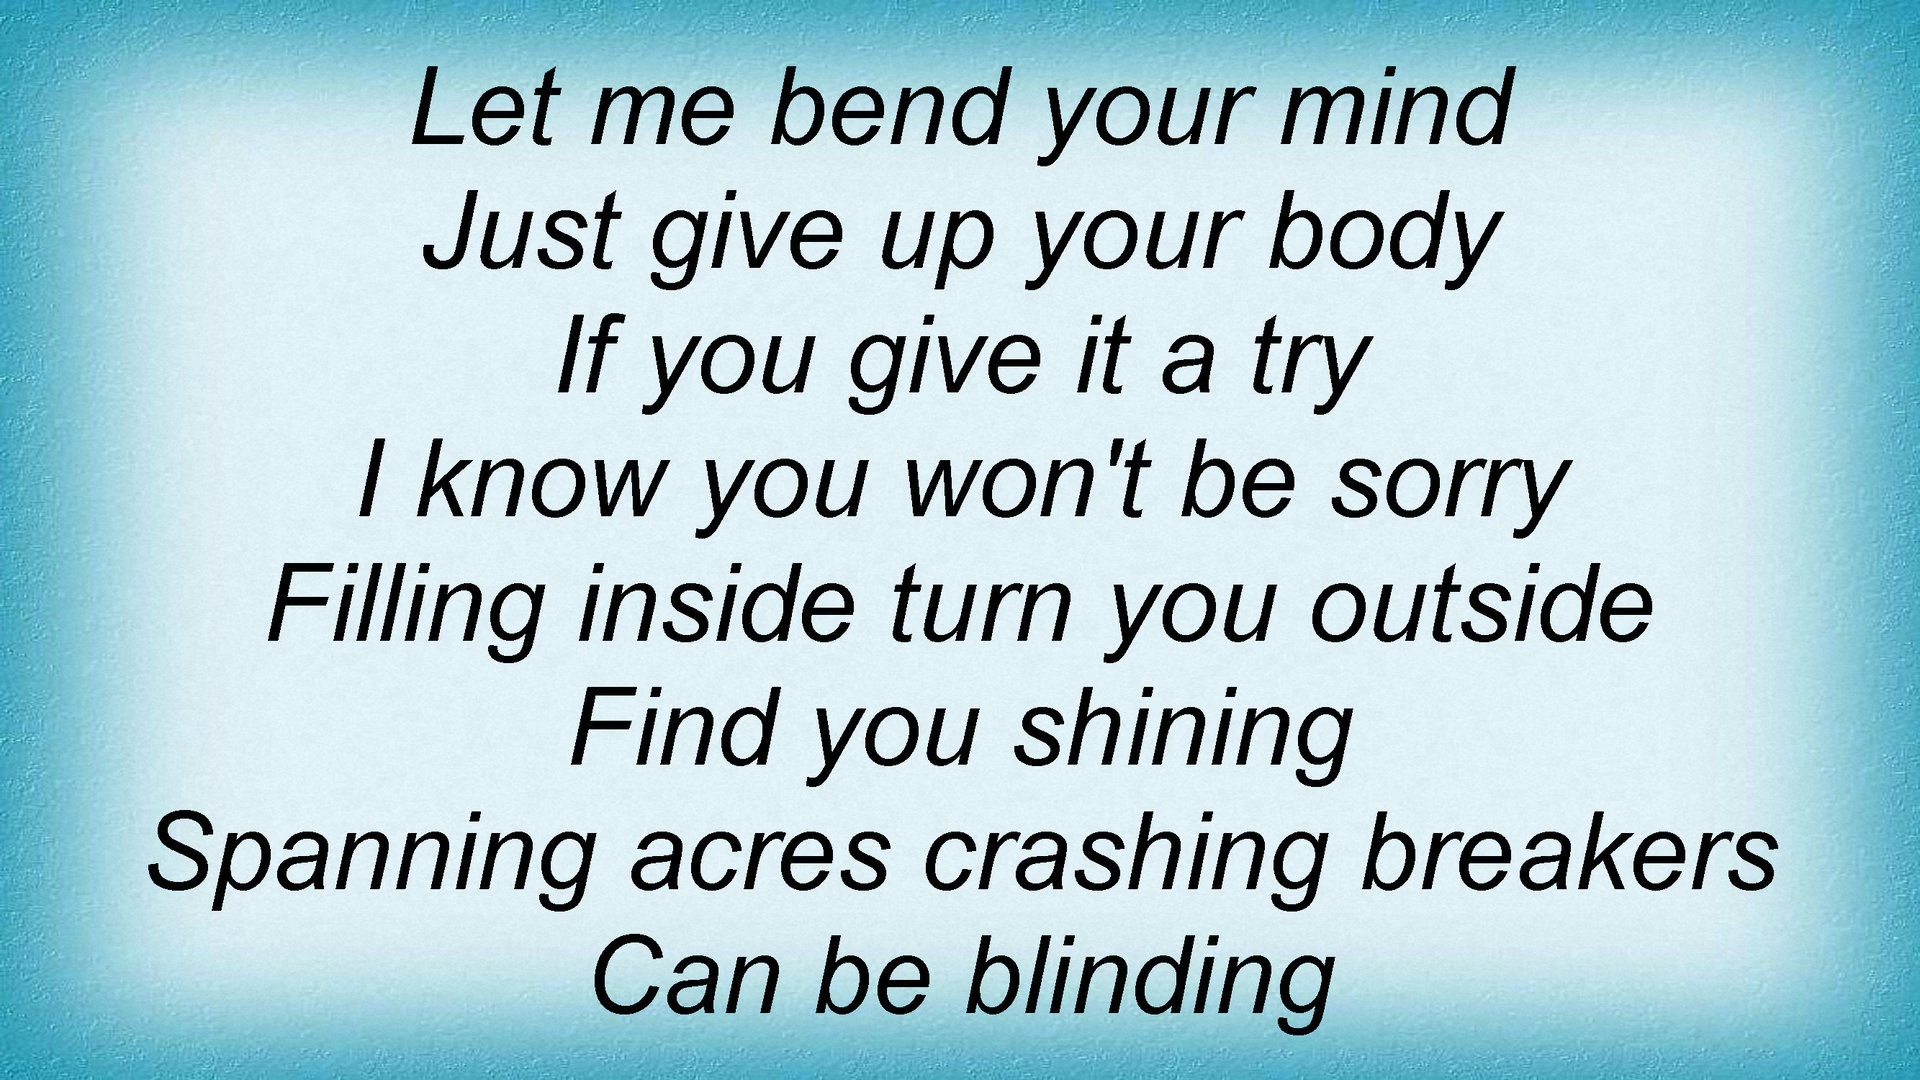 Let me bend your mind
Just give up your body
If you give it a try
I know you won't be sorry
Filling inside turn you outside
Find you shining
Spanning acres crashing breakers
Can be blinding